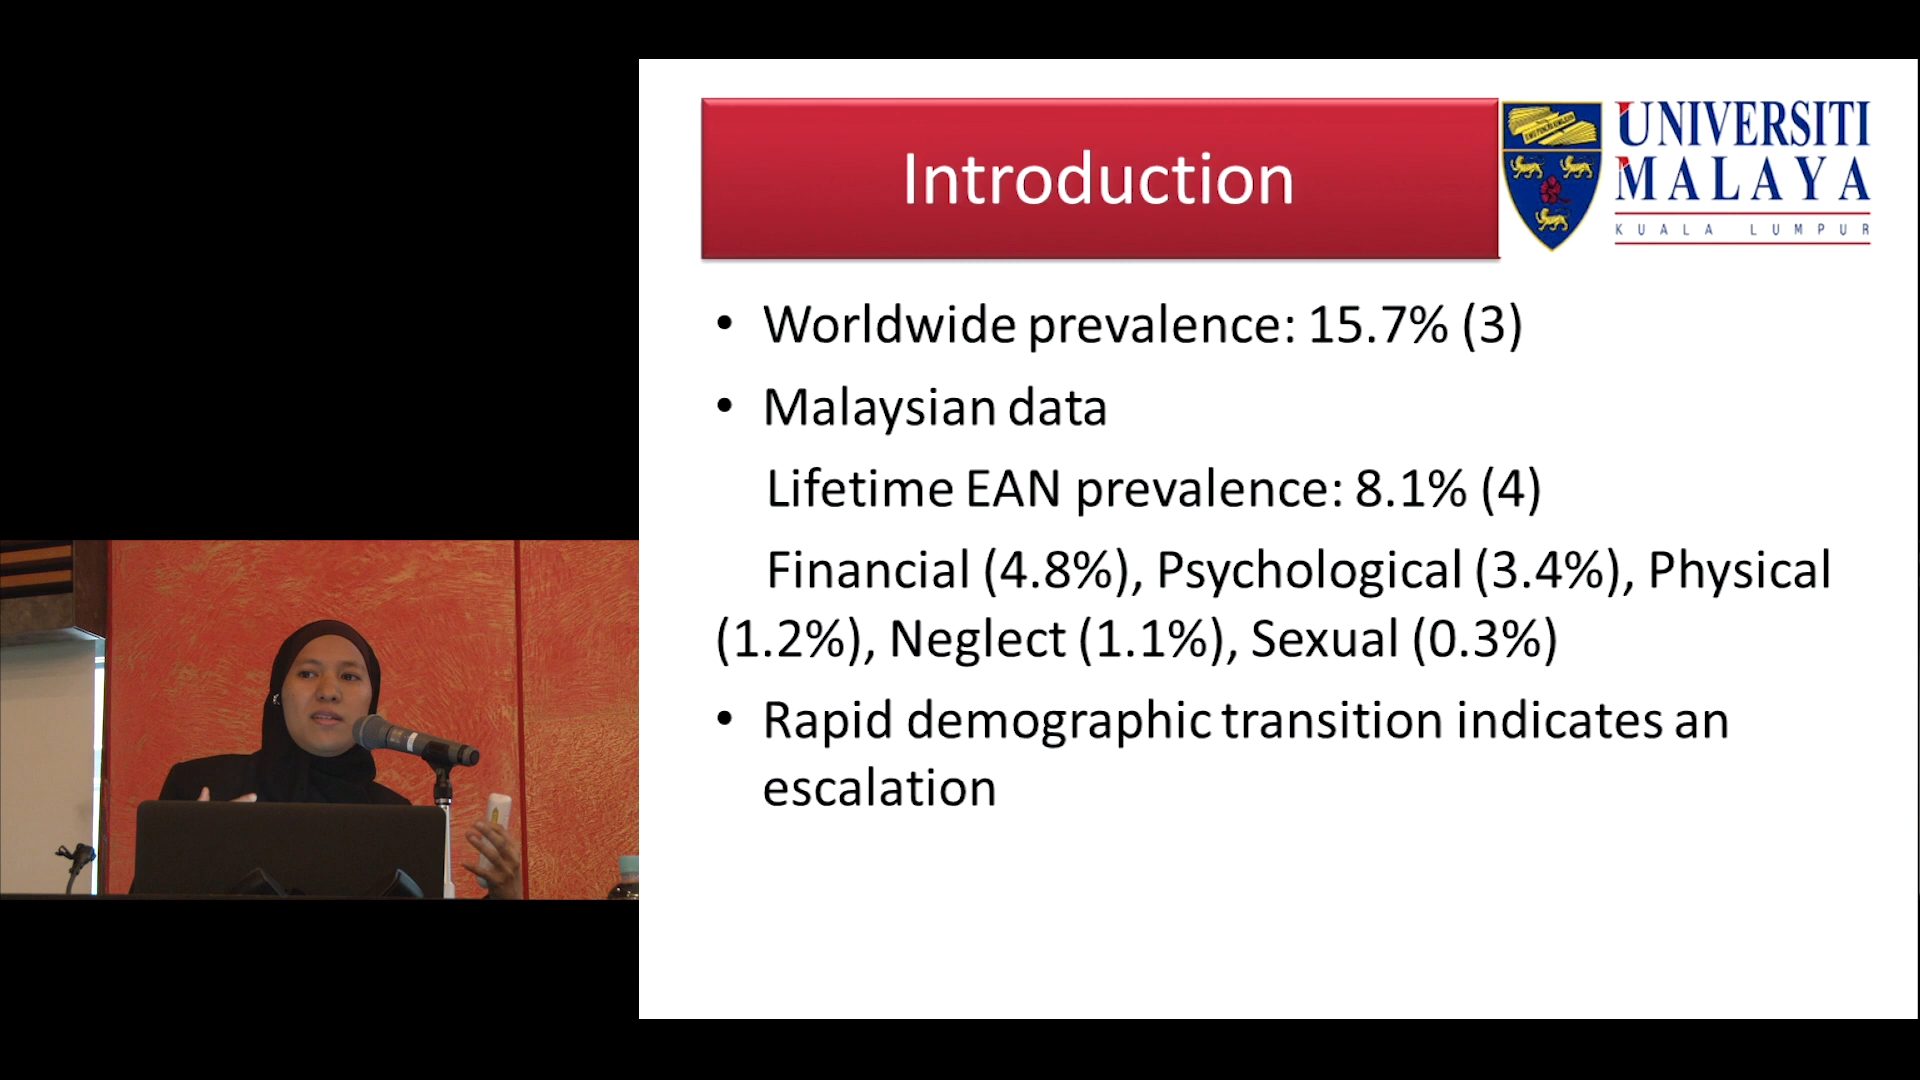 Introduction
UNIVERSITI
MALAYA
KUALA LUMPUR
• Worldwide prevalence: 15.7% (3)
• Malaysian data
Lifetime EAN prevalence: 8.1% (4)
Financial (4.8%), Psychological (3.4%), Physical
(1.2%), Neglect (1.1%), Sexual (0.3%)
• Rapid demographic transition indicates an
escalation